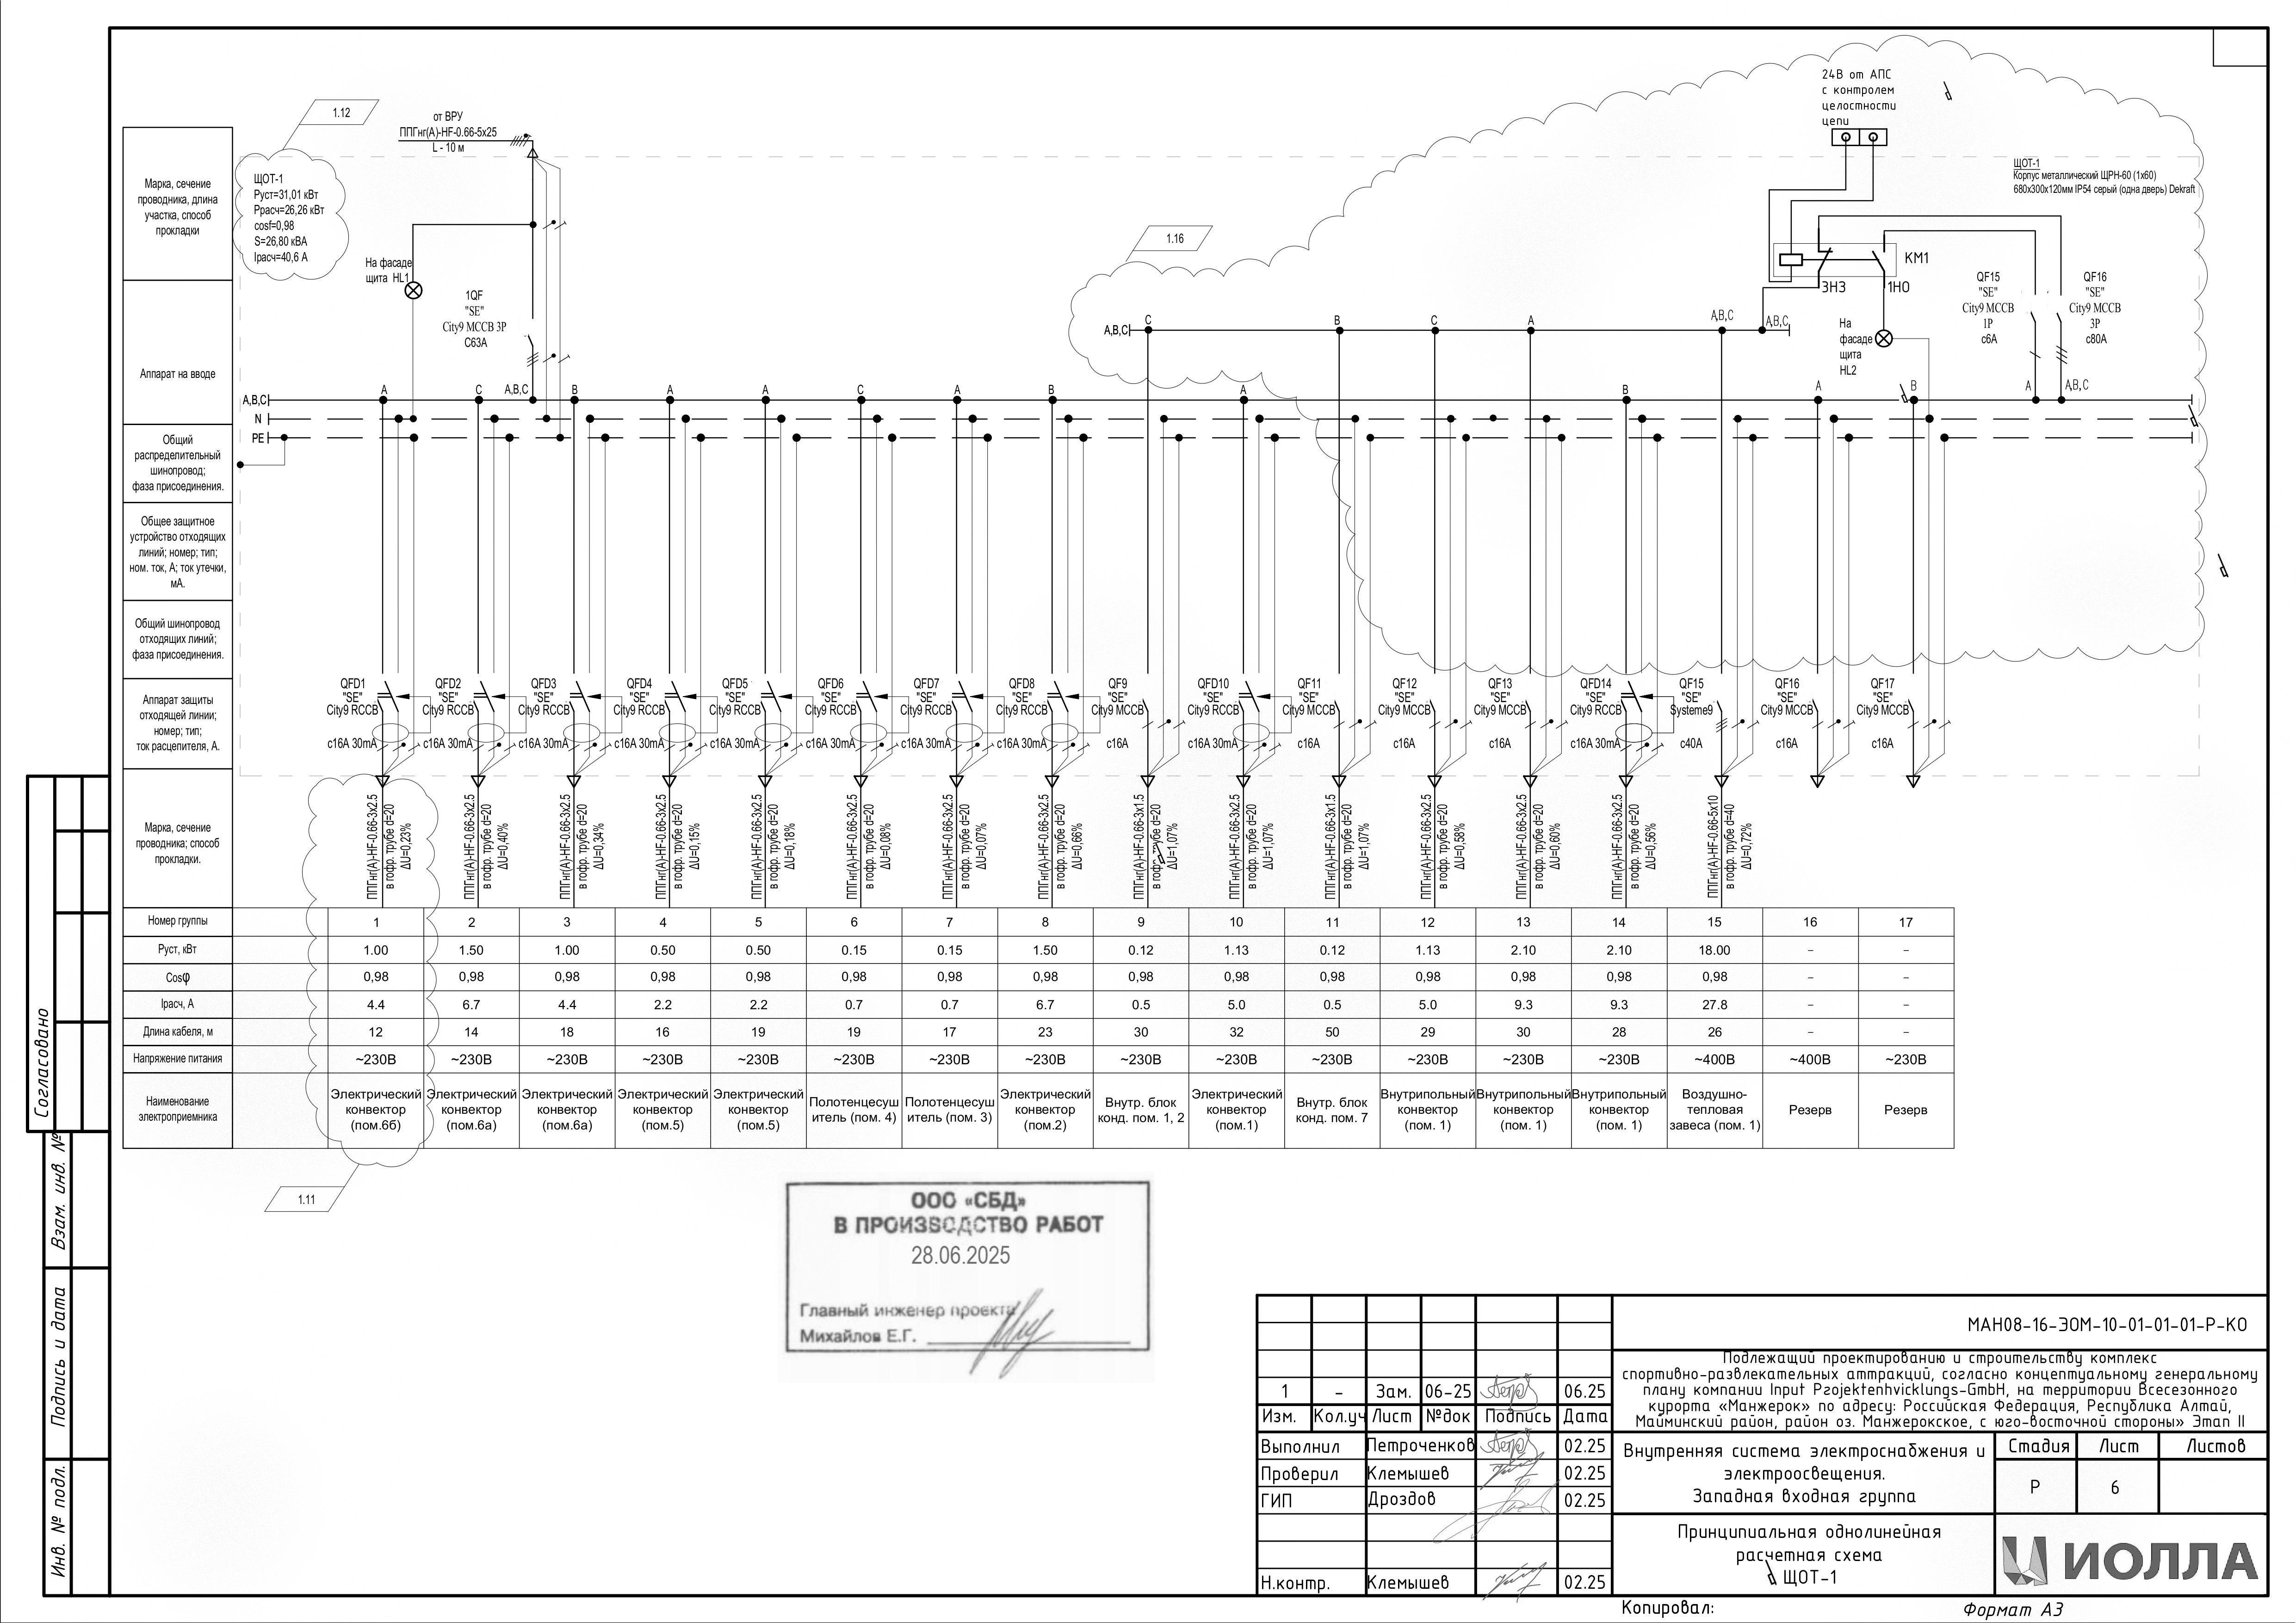 1.12
от ВРУ
ППГнг(А)-HF-0.66-5x25
L - 10 м
ЩОТ-1
Руст=31,01 кВт
Ррасч=26,26 кВт
cosf=0,98
S=26,80 кВА
Iрасч=40,6 А
На фасаде
щита HL1
1QF
"SE"
City9 MCCB 3P
C63A
24В от АПС
с контролем
целостности
цепи
ЩОТ-1
Корпус металлический ЩРН-60 (1х60)
680х300х120мм IP54 серый (одна дверь) Dekraft
1.16
КМ1
3НЗ
1НО
На
фасаде
щита
HL2
QF15
"SE"
City9 MCCB
1P
c6A
QF16
"SE"
City9 MCCB
3P
c80A
A,B,C C B C A A,B,C A,B,C
A,B,C A C A,B,C B A A C A B A B A B A A,B,C
N
PE
Марка, сечение
проводника, длина
участка, способ
прокладки
Аппарат на вводе
Общий
распределительный
шинопровод;
фаза присоединения.
Общее защитное
устройство отходящих
линий; номер; тип;
ном. ток, А; ток утечки,
мА.
Общий шинопровод
отходящих линий;
фаза присоединения.
Аппарат защиты
отходящей линии;
номер; тип;
ток расцепителя, А.
Марка, сечение
проводника; способ
прокладки.
QFD1 QFD2 QFD3 QFD4 QFD5 QFD6 QFD7 QFD8 QF9 QFD10 QF11 QF12 QF13 QFD14 QF15 QF16 QF17
"SE" "SE" "SE" "SE" "SE" "SE" "SE" "SE" "SE" "SE" "SE" "SE" "SE" "SE" "SE" "SE" "SE"
City9 RCCB City9 RCCB City9 RCCB City9 RCCB City9 RCCB City9 RCCB City9 RCCB City9 RCCB City9 MCCB City9 RCCB City9 MCCB City9 MCCB City9 MCCB City9 RCCB Systeme9 City9 MCCB City9 MCCB
c16A 30mA c16A 30mA c16A 30mA c16A 30mA c16A 30mA c16A 30mA c16A 30mA c16A 30mA c16A c16A 30mA c16A c16A c16A c16A 30mA c40A c16A c16A
ППГнг(А)-HF-0.66-3x2.5
в гофр. трубе d=20
ΔU=0,23%
ППГнг(А)-HF-0.66-3x2.5
в гофр. трубе d=20
ΔU=0,40%
ППГнг(А)-HF-0.66-3x2.5
в гофр. трубе d=20
ΔU=0,34%
ППГнг(А)-HF-0.66-3x2.5
в гофр. трубе d=20
ΔU=0,15%
ППГнг(А)-HF-0.66-3x2.5
в гофр. трубе d=20
ΔU=0,18%
ППГнг(А)-HF-0.66-3x2.5
в гофр. трубе d=20
ΔU=0,08%
ППГнг(А)-HF-0.66-3x2.5
в гофр. трубе d=20
ΔU=0,07%
ППГнг(А)-HF-0.66-3x2.5
в гофр. трубе d=20
ΔU=0,66%
ППГнг(А)-HF-0.66-3x1.5
в гофр. трубе d=20
ΔU=1,07%
ППГнг(А)-HF-0.66-3x2.5
в гофр. трубе d=20
ΔU=1,07%
ППГнг(А)-HF-0.66-3x1.5
в гофр. трубе d=20
ΔU=1,07%
ППГнг(А)-HF-0.66-3x2.5
в гофр. трубе d=20
ΔU=0,58%
ППГнг(А)-HF-0.66-3x2.5
в гофр. трубе d=20
ΔU=0,60%
ППГнг(А)-HF-0.66-3x2.5
в гофр. трубе d=20
ΔU=0,56%
ППГнг(А)-HF-0.66-5x10
в гофр. трубе d=40
ΔU=0,72%
Номер группы 1 2 3 4 5 6 7 8 9 10 11 12 13 14 15 16 17
Руст, кВт 1.00 1.50 1.00 0.50 0.50 0.15 0.15 1.50 0.12 1.13 0.12 1.13 2.10 2.10 18.00 – –
Cosφ 0,98 0,98 0,98 0,98 0,98 0,98 0,98 0,98 0,98 0,98 0,98 0,98 0,98 0,98 0,98 – –
Iрасч, А 4.4 6.7 4.4 2.2 2.2 0.7 0.7 6.7 0.5 5.0 0.5 5.0 9.3 9.3 27.8 – –
Длина кабеля, м 12 14 18 16 19 19 17 23 30 32 50 29 30 28 26 – –
Напряжение питания ~230В ~230В ~230В ~230В ~230В ~230В ~230В ~230В ~230В ~230В ~230В ~230В ~230В ~230В ~400В ~400В ~230В
Наименование
электроприемника
Электрический
конвектор
(пом.6б)
Электрический
конвектор
(пом.6а)
Электрический
конвектор
(пом.6а)
Электрический
конвектор
(пом.5)
Электрический
конвектор
(пом.5)
Полотенцесуш
итель (пом. 4)
Полотенцесуш
итель (пом. 3)
Электрический
конвектор
(пом.2)
Внутр. блок
конд. пом. 1, 2
Электрический
конвектор
(пом.1)
Внутр. блок
конд. пом. 7
Внутрипольный
конвектор
(пом. 1)
Внутрипольный
конвектор
(пом. 1)
Внутрипольный
конвектор
(пом. 1)
Воздушно-
тепловая
завеса (пом. 1)
Резерв
Резерв
1.11
ООО «СБД»
В ПРОИЗВОДСТВО РАБОТ
28.06.2025
Главный инженер проекта
Михайлов Е.Г.
Согласовано
Взам. инв. №
Подпись и дата
Инв. № подл.
МАН08-16-ЭОМ-10-01-01-01-Р-КО
Подлежащий проектированию и строительству комплекс
спортивно-развлекательных аттракций, согласно концептуальному генеральному
плану компании Input Projektenhvicklungs-GmbH, на территории Всесезонного
курорта «Манжерок» по адресу: Российская Федерация, Республика Алтай,
Майминский район, район оз. Манжерокское, с юго-восточной стороны» Этап II
1 - Зам. 06-25 06.25
Изм. Кол.уч Лист №док Подпись Дата
Выполнил Петроченков 02.25
Проверил Клемышев 02.25
ГИП Дроздов 02.25
Н.контр. Клемышев 02.25
Внутренняя система электроснабжения и
электроосвещения.
Западная входная группа
Стадия Лист Листов
Р 6
Принципиальная однолинейная
расчетная схема
ЩОТ-1
ИОЛЛА
Копировал:
Формат А3